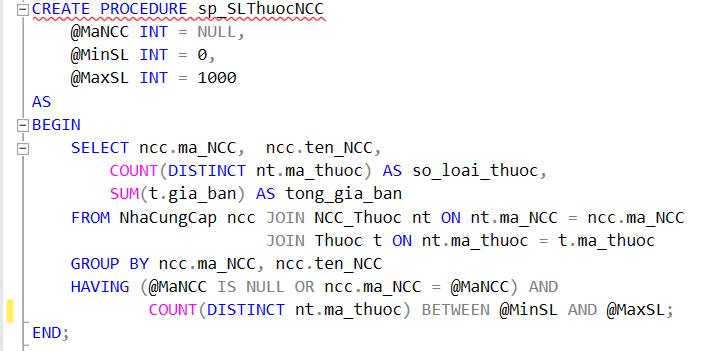 CREATE PROCEDURE sp_SLThuocNCC
@MaNCC INT = NULL,
@MinSL INT = 0,
@MaxSL INT = 1000
AS
BEGIN
SELECT ncc.ma_NCC, ncc.ten_NCC,
COUNT(DISTINCT nt.ma_thuoc) AS so_loai_thuoc,
SUM(t.gia_ban) AS tong_gia_ban
FROM NhaCungCap ncc JOIN NCC_Thuoc nt ON nt.ma_NCC = ncc.ma_NCC
JOIN Thuoc t ON nt.ma_thuoc = t.ma_thuoc
GROUP BY ncc.ma_NCC, ncc.ten_NCC
HAVING (@MaNCC IS NULL OR ncc.ma_NCC = @MaNCC) AND
COUNT(DISTINCT nt.ma_thuoc) BETWEEN @MinSL AND @MaxSL;
END;